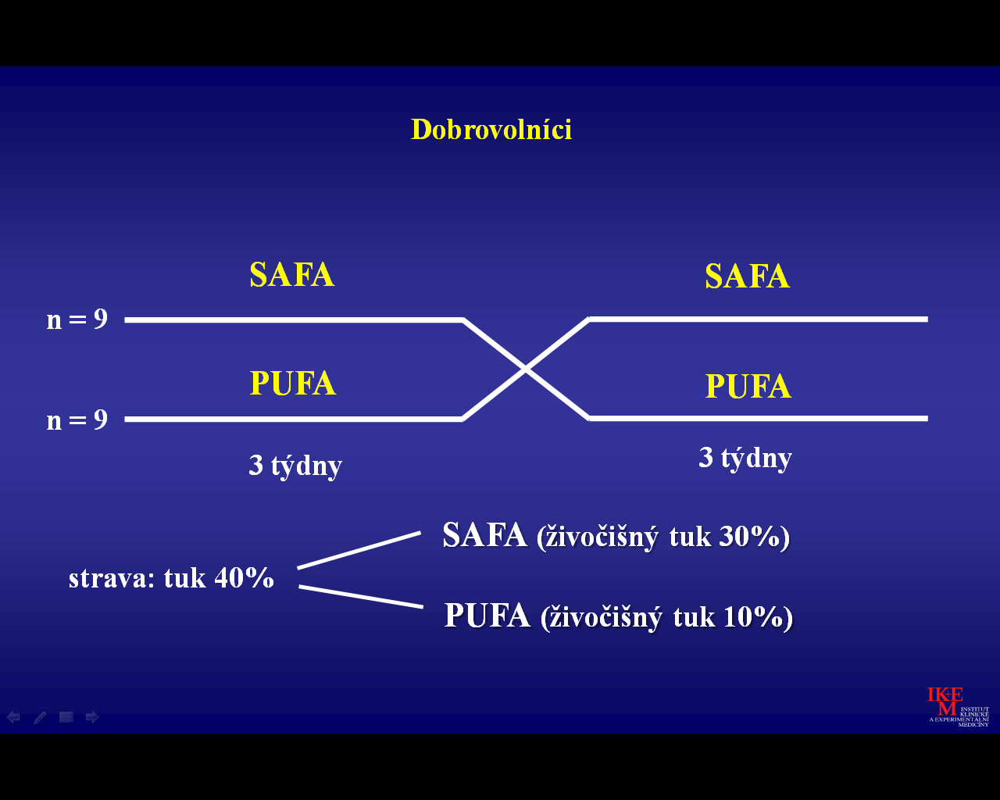 Dobrovolníci
SAFA
SAFA
n = 9
PUFA
PUFA
n = 9
3 týdny
3 týdny
SAFA (živočišný tuk 30%)
strava: tuk 40%
PUFA (živočišný tuk 10%)
IK+E
M
INSTITUT
KLINICKÉ
A EXPERIMENTÁLNÍ
MEDICÍNY